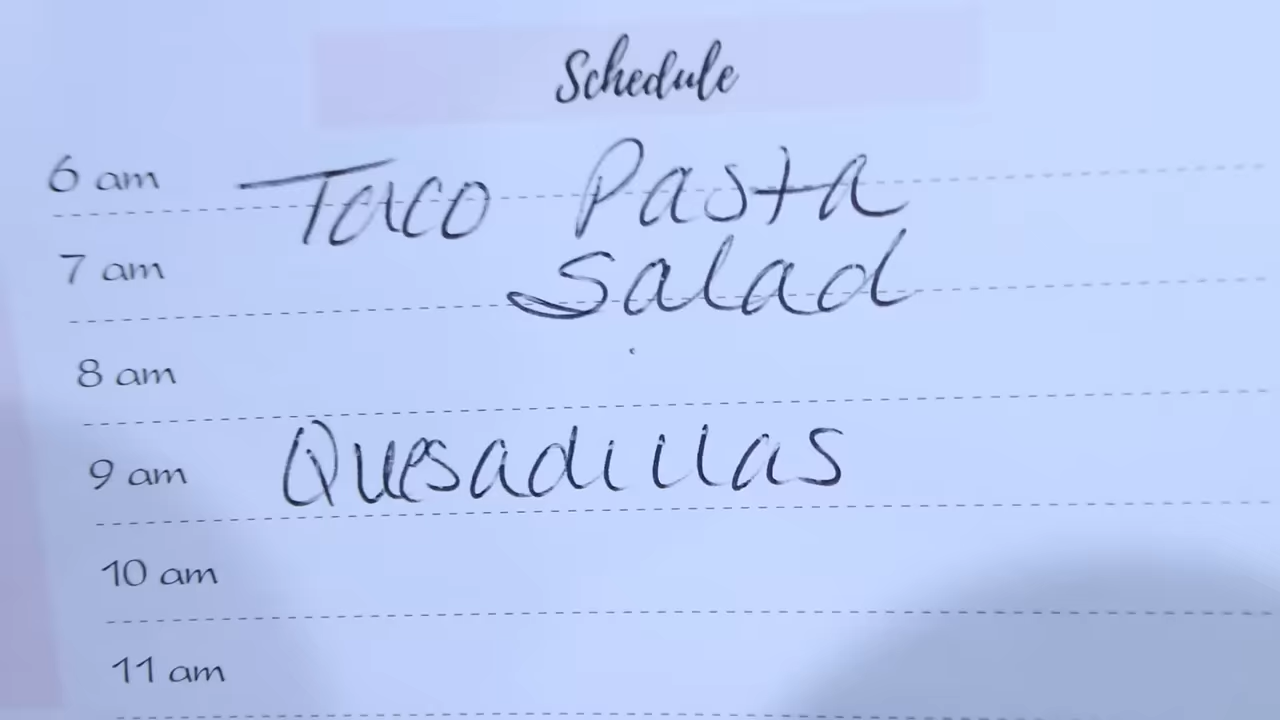 Schedule
6 am Taco Pasta
7 am Salad
8 am
9 am Quesadillas
10 am
11 am